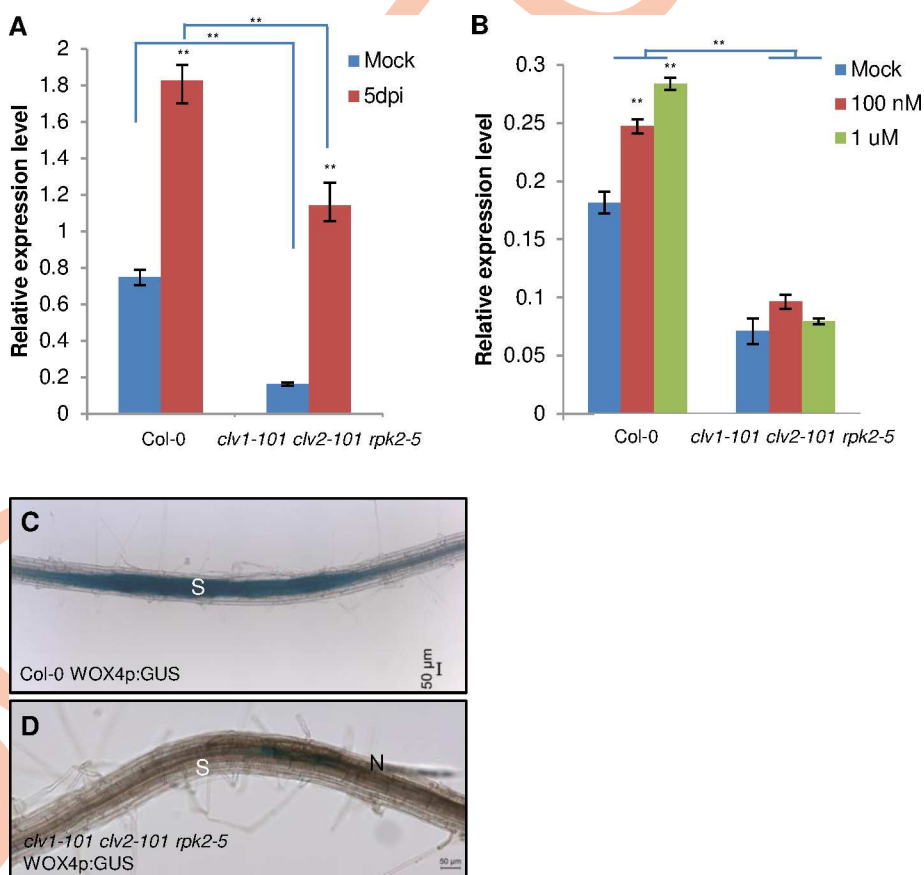 A
Relative expression level
2
1.8
1.6
1.4
1.2
1
0.8
0.6
0.4
0.2
0
**
**
**
**
Mock
5dpi
Col-0
clv1-101 clv2-101 rpk2-5
B
Relative expression level
0.3
0.25
0.2
0.15
0.1
0.05
0
**
**
**
Mock
100 nM
1 uM
Col-0
clv1-101 clv2-101 rpk2-5
C
S
Col-0 WOX4p:GUS
50 µm
D
S
N
clv1-101 clv2-101 rpk2-5
WOX4p:GUS
50 µm